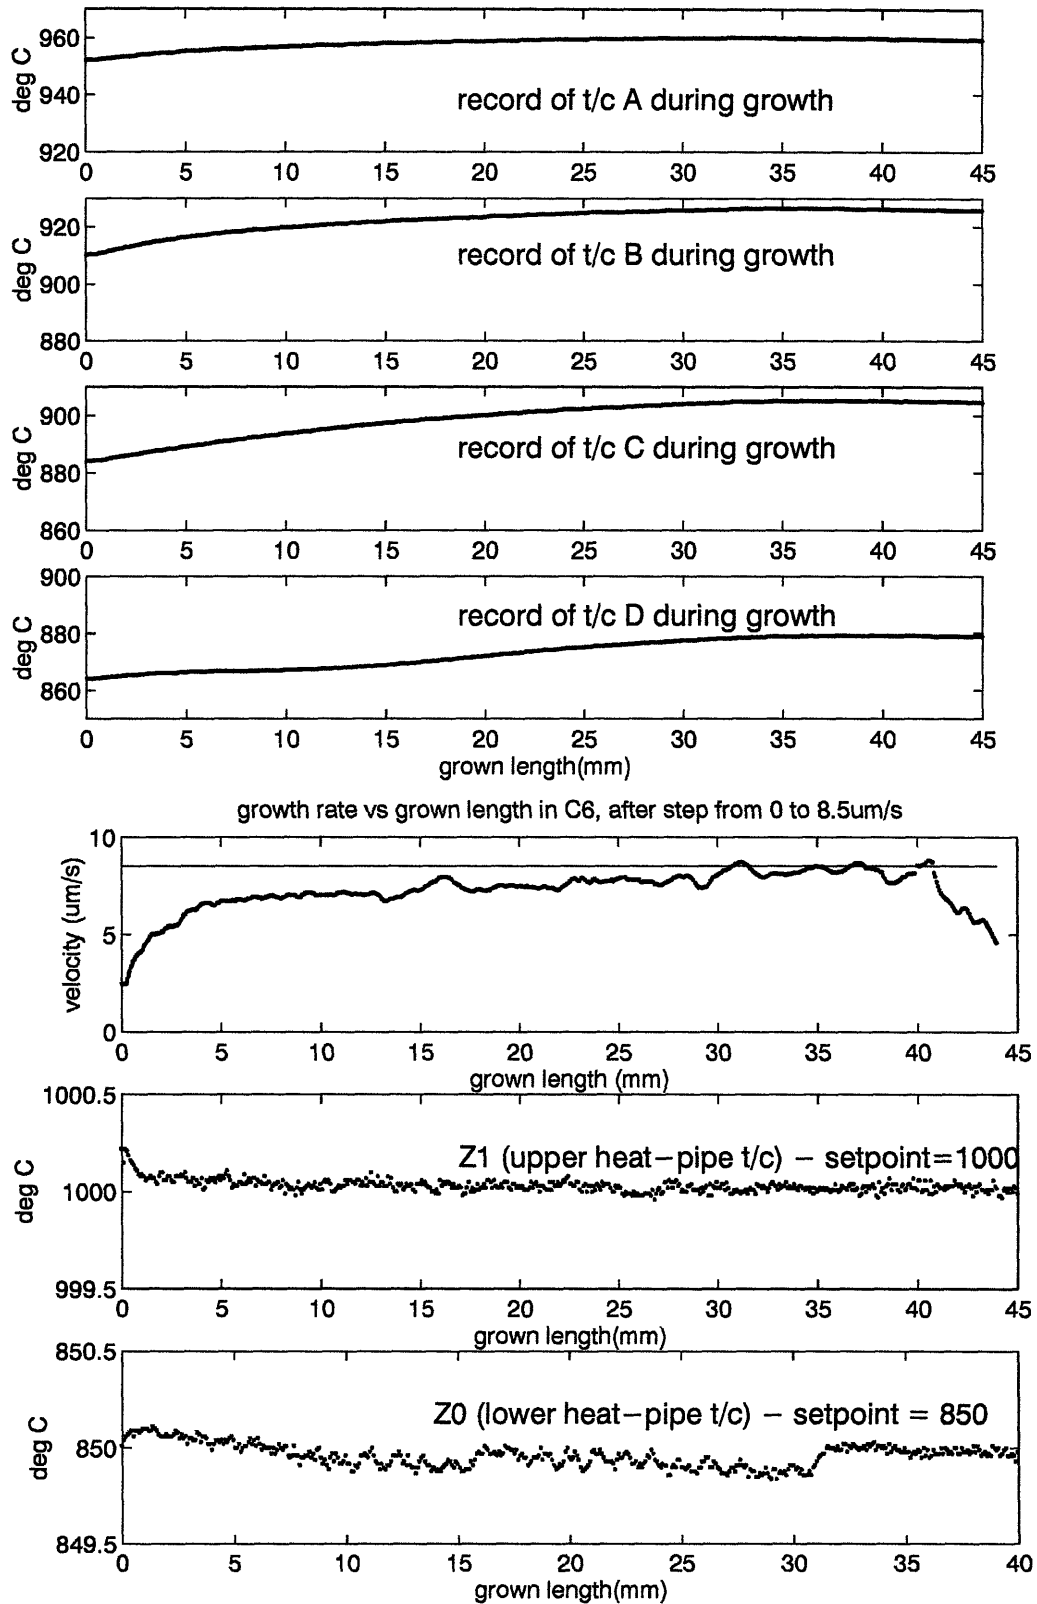 960
940
920
deg C
record of t/c A during growth
0 5 10 15 20 25 30 35 40 45
920
900
880
deg C
record of t/c B during growth
0 5 10 15 20 25 30 35 40 45
900
880
860
deg C
record of t/c C during growth
0 5 10 15 20 25 30 35 40 45
900
880
860
deg C
record of t/c D during growth
0 5 10 15 20 25 30 35 40 45
grown length(mm)
growth rate vs grown length in C6, after step from 0 to 8.5um/s
10
5
0
velocity (um/s)
0 5 10 15 20 25 30 35 40 45
grown length (mm)
1000.5
1000
999.5
deg C
Z1 (upper heat−pipe t/c) − setpoint=1000
0 5 10 15 20 25 30 35 40 45
grown length(mm)
850.5
850
849.5
deg C
Z0 (lower heat−pipe t/c) − setpoint = 850
0 5 10 15 20 25 30 35 40
grown length(mm)